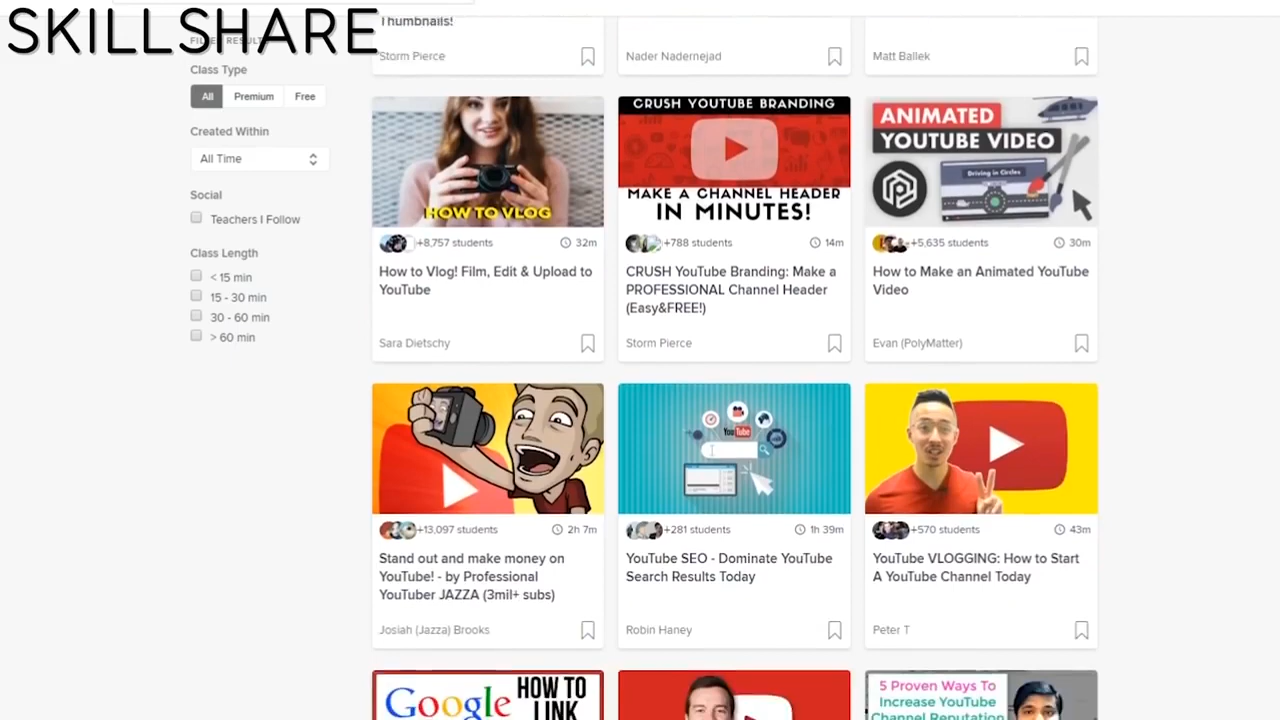 SKILLSHARE
Thumbnails!
Storm Pierce
Nader Nadernejad
Matt Ballek
Class Type
All
Premium
Free
Created Within
All Time
Social
Teachers I Follow
Class Length
< 15 min
15 - 30 min
30 - 60 min
> 60 min
HOW TO VLOG
+8,757 students
32m
How to Vlog! Film, Edit & Upload to
YouTube
Sara Dietschy
CRUSH YOUTUBE BRANDING
MAKE A CHANNEL HEADER
IN MINUTES!
+788 students
14m
CRUSH YouTube Branding: Make a
PROFESSIONAL Channel Header
(Easy&FREE!)
Storm Pierce
ANIMATED
YOUTUBE VIDEO
Driving in Circles
+5,635 students
30m
How to Make an Animated YouTube
Video
Evan (PolyMatter)
+13,097 students
2h 7m
Stand out and make money on
YouTube! - by Professional
YouTuber JAZZA (3mil+ subs)
Josiah (Jazza) Brooks
YouTube
+281 students
1h 39m
YouTube SEO - Dominate YouTube
Search Results Today
Robin Haney
+570 students
43m
YouTube VLOGGING: How to Start
A YouTube Channel Today
Peter T
Google
HOW TO
LINK
5 Proven Ways To
Increase YouTube
Channel Reputation